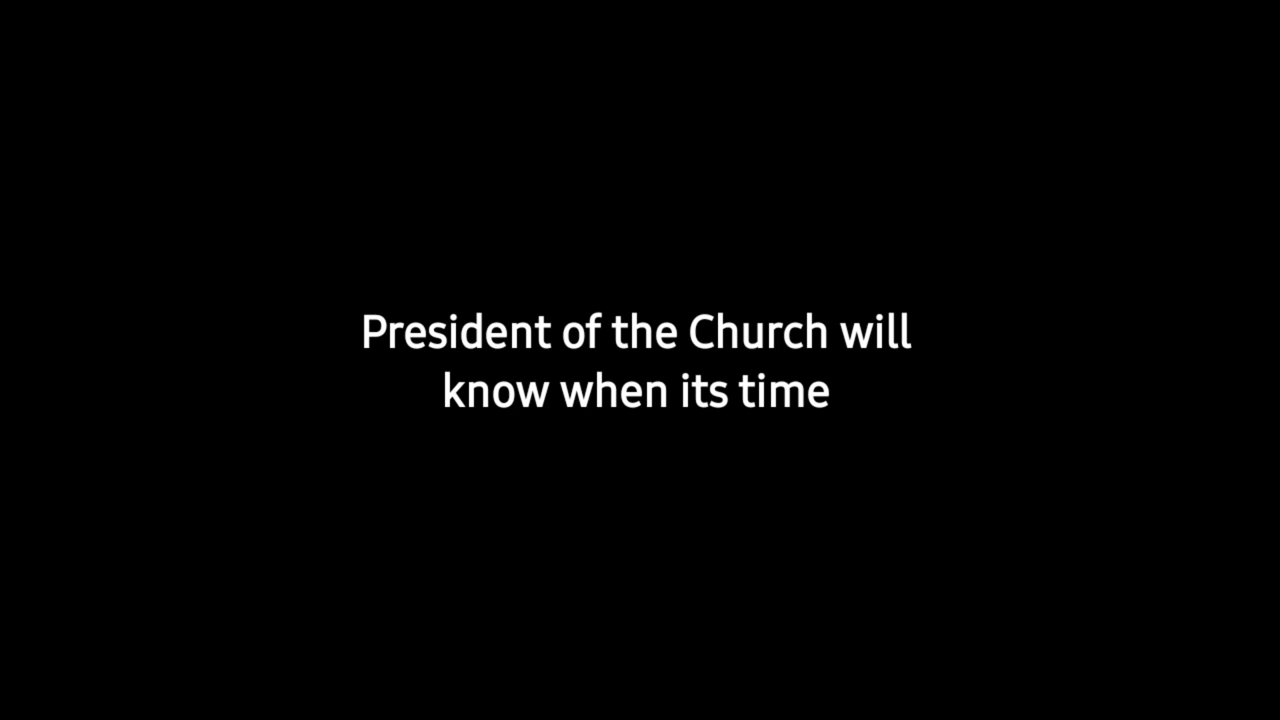 President of the Church will
know when its time